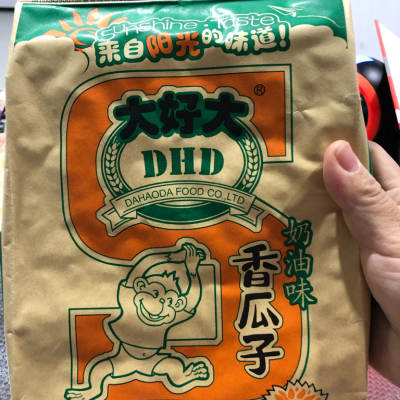 Sunshine Taste
来自阳光的味道!
大好大®
DHD
DAHAODA FOOD CO.,LTD
奶油味
香瓜子